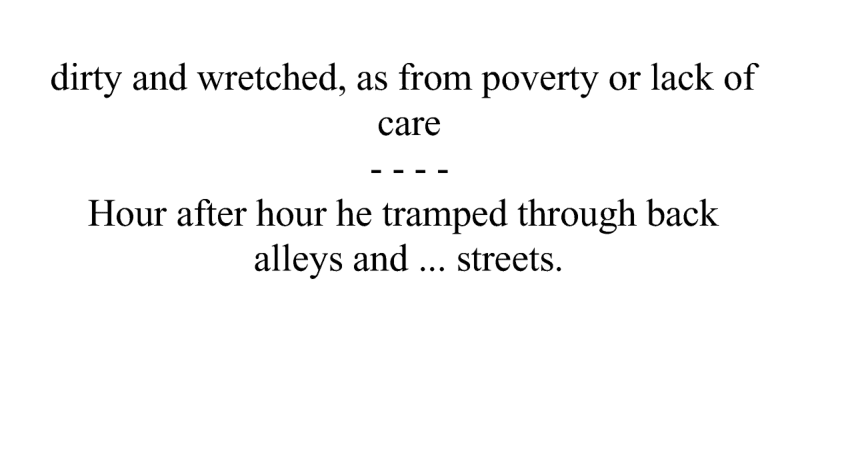 dirty and wretched, as from poverty or lack of
care
- - - -
Hour after hour he tramped through back
alleys and ... streets.